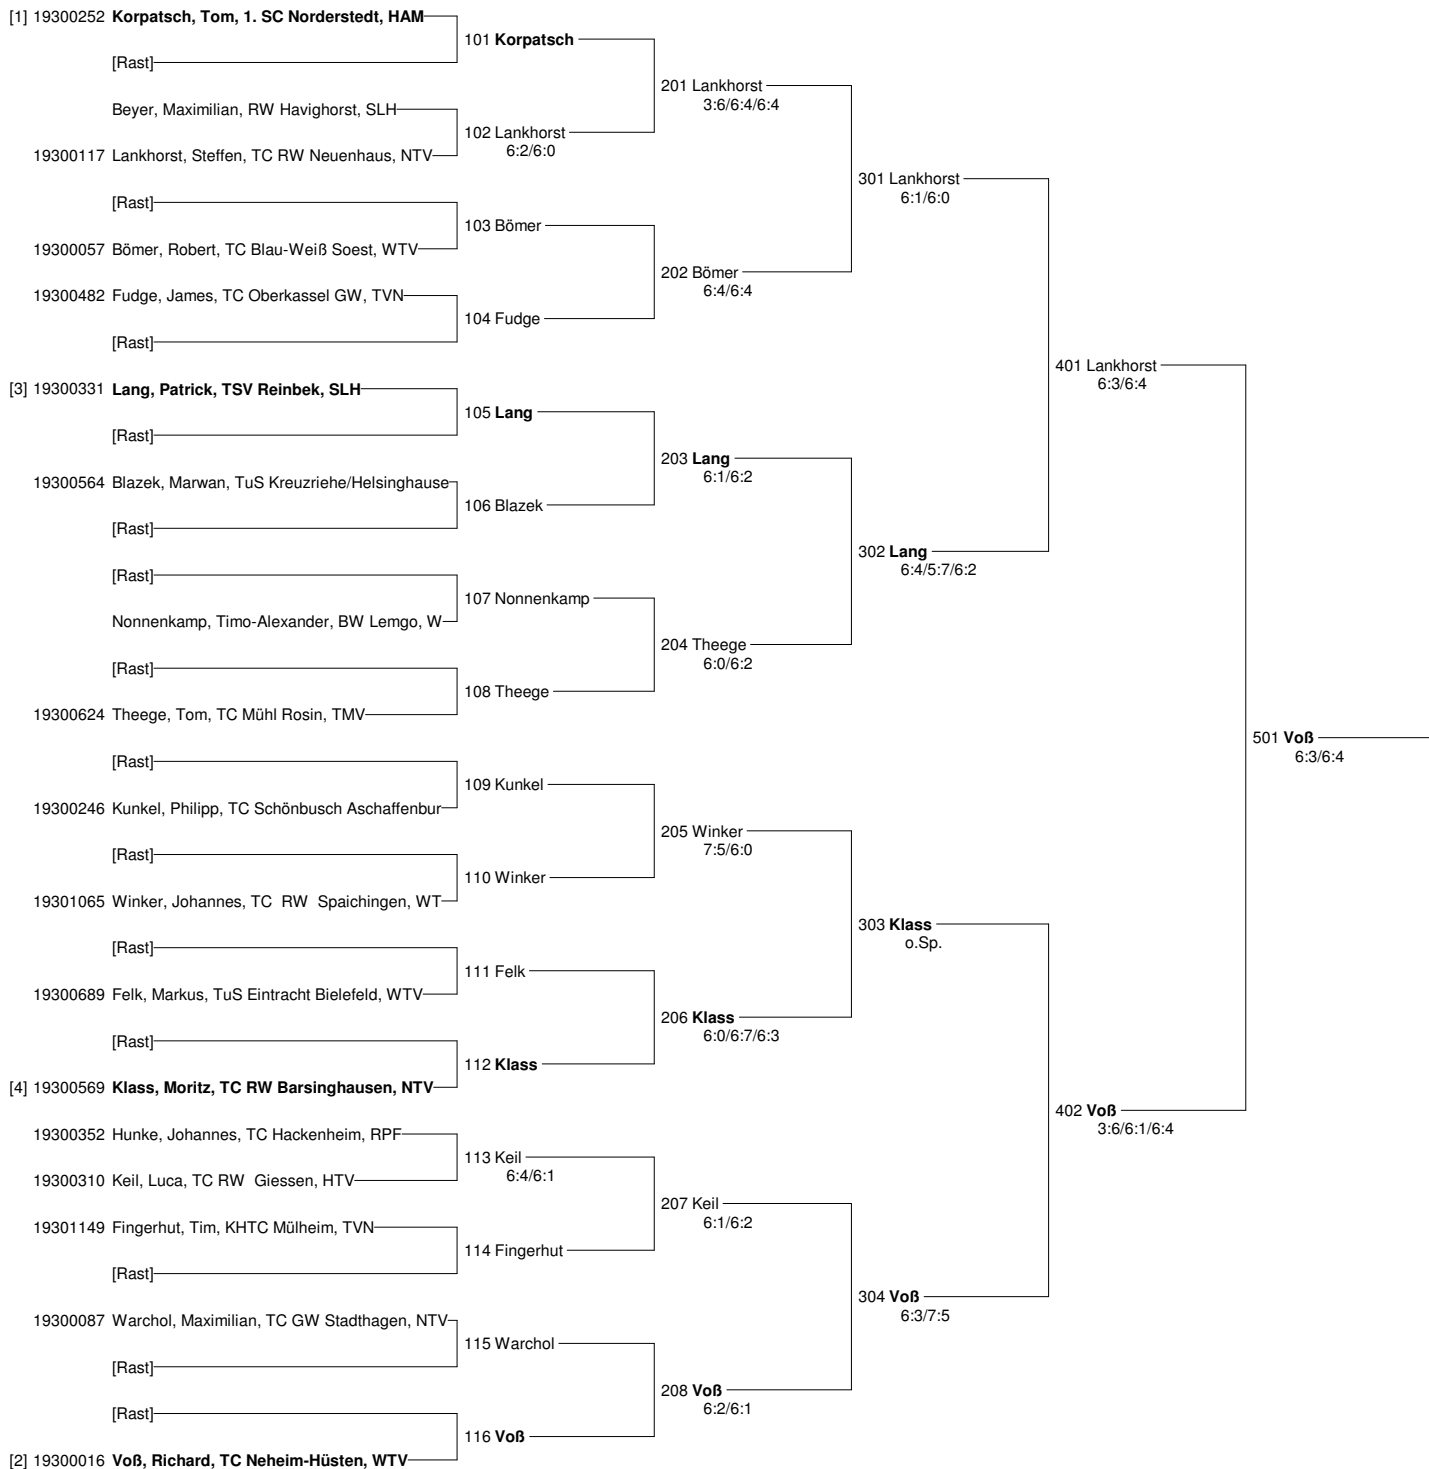 [1] 19300252 Korpatsch, Tom, 1. SC Norderstedt, HAM
101 Korpatsch
[Rast]
201 Lankhorst
3:6/6:4/6:4
Beyer, Maximilian, RW Havighorst, SLH
102 Lankhorst
6:2/6:0
19300117 Lankhorst, Steffen, TC RW Neuenhaus, NTV
301 Lankhorst
6:1/6:0
[Rast]
103 Bömer
19300057 Bömer, Robert, TC Blau-Weiß Soest, WTV
202 Bömer
6:4/6:4
19300482 Fudge, James, TC Oberkassel GW, TVN
104 Fudge
[Rast]
401 Lankhorst
6:3/6:4
[3] 19300331 Lang, Patrick, TSV Reinbek, SLH
105 Lang
[Rast]
203 Lang
6:1/6:2
19300564 Blazek, Marwan, TuS Kreuzriehe/Helsinghause
106 Blazek
[Rast]
302 Lang
6:4/5:7/6:2
[Rast]
107 Nonnenkamp
Nonnenkamp, Timo-Alexander, BW Lemgo, W
204 Theege
6:0/6:2
[Rast]
108 Theege
19300624 Theege, Tom, TC Mühl Rosin, TMV
501 Voß
6:3/6:4
[Rast]
109 Kunkel
19300246 Kunkel, Philipp, TC Schönbusch Aschaffenbur
205 Winker
7:5/6:0
[Rast]
110 Winker
19301065 Winker, Johannes, TC RW Spaichingen, WT
303 Klass
o.Sp.
[Rast]
111 Felk
19300689 Felk, Markus, TuS Eintracht Bielefeld, WTV
206 Klass
6:0/6:7/6:3
[Rast]
112 Klass
[4] 19300569 Klass, Moritz, TC RW Barsinghausen, NTV
402 Voß
3:6/6:1/6:4
19300352 Hunke, Johannes, TC Hackenheim, RPF
113 Keil
6:4/6:1
19300310 Keil, Luca, TC RW Giessen, HTV
207 Keil
6:1/6:2
19301149 Fingerhut, Tim, KHTC Mülheim, TVN
114 Fingerhut
[Rast]
304 Voß
6:3/7:5
19300087 Warchol, Maximilian, TC GW Stadthagen, NTV
115 Warchol
[Rast]
208 Voß
6:2/6:1
[Rast]
116 Voß
[2] 19300016 Voß, Richard, TC Neheim-Hüsten, WTV